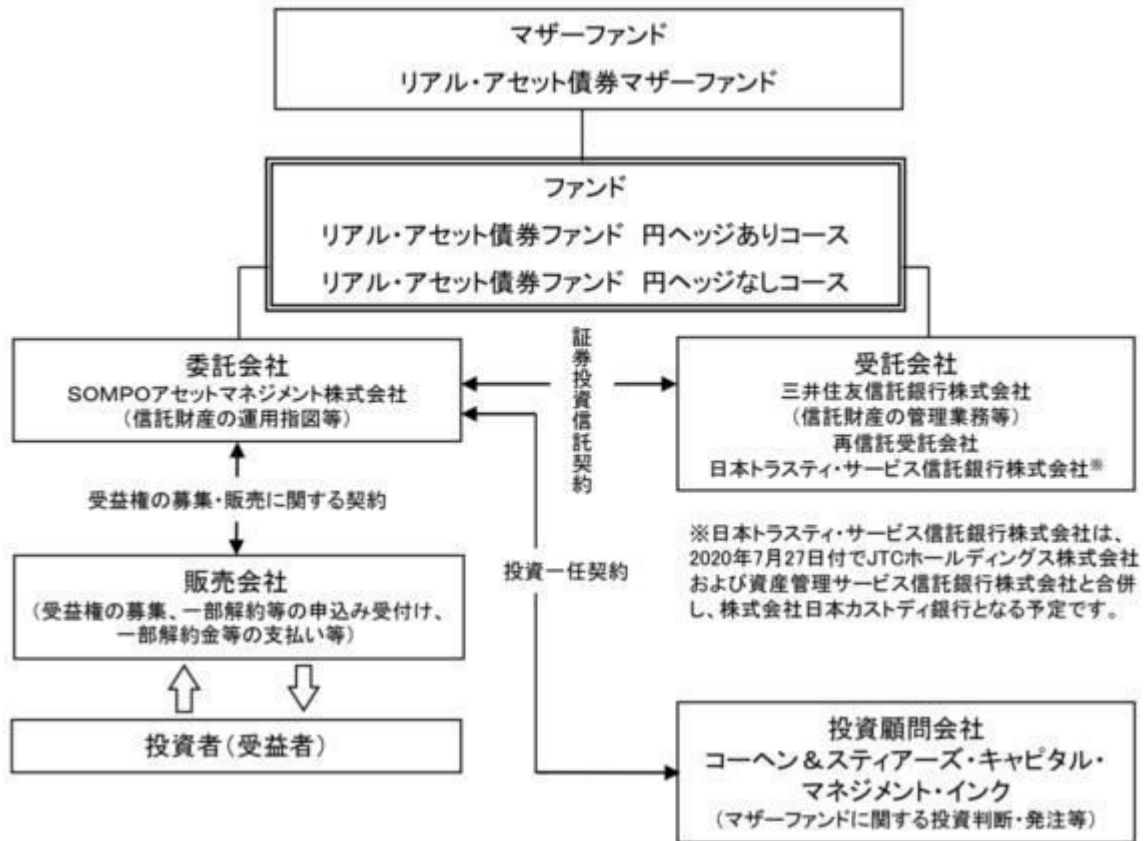 マザーファンド
リアル・アセット債券マザーファンド
ファンド
リアル・アセット債券ファンド 円ヘッジありコース
リアル・アセット債券ファンド 円ヘッジなしコース
委託会社
SOMPOアセットマネジメント株式会社
(信託財産の運用指図等)
証券投資信託契約
受託会社
三井住友信託銀行株式会社
(信託財産の管理業務等)
再信託受託会社
日本トラスティ・サービス信託銀行株式会社※
受益権の募集・販売に関する契約
※日本トラスティ・サービス信託銀行株式会社は、
2020年7月27日付でJTCホールディングス株式会社
および資産管理サービス信託銀行株式会社と合併
し、株式会社日本カストディ銀行となる予定です。
販売会社
(受益権の募集、一部解約等の申込み受付け、
一部解約金等の支払い等)
投資一任契約
投資者(受益者)
投資顧問会社
コーヘン&スティアーズ・キャピタル・
マネジメント・インク
(マザーファンドに関する投資判断・発注等)